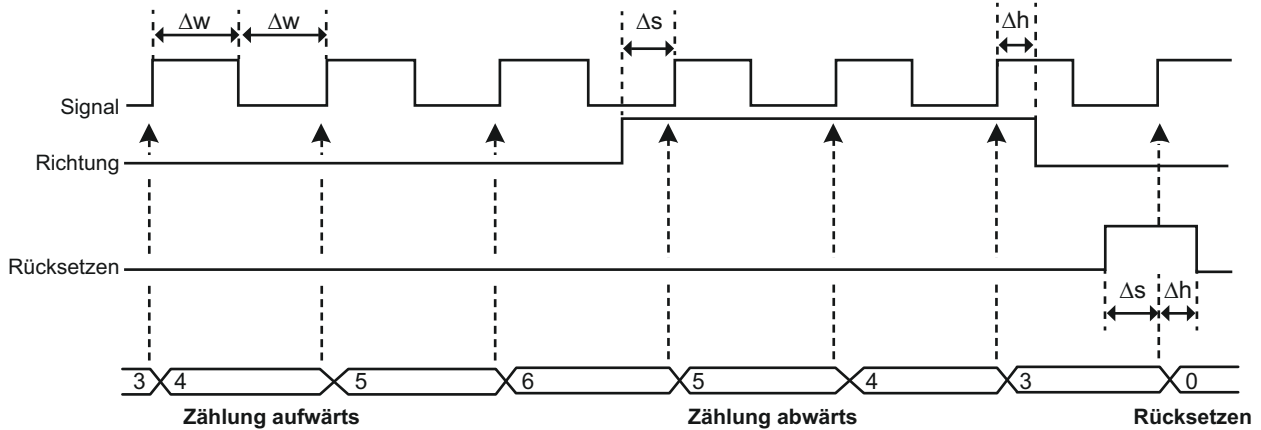 Δw Δw Δs Δh
Signal
Richtung
Rücksetzen
Δs Δh
3 4 5 6 5 4 3 0
Zählung aufwärts Zählung abwärts Rücksetzen